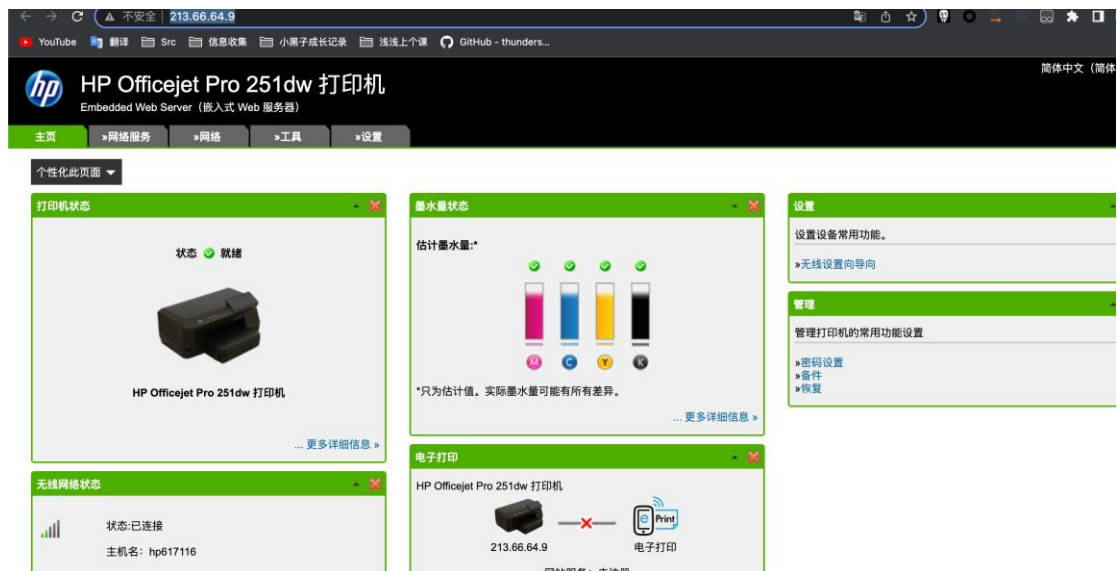 不安全 | 213.66.64.9
YouTube 翻译 Src 信息收集 小黑子成长记录 浅浅上个课 GitHub - thunders...
简体中文（简体
hp
HP Officejet Pro 251dw 打印机
Embedded Web Server（嵌入式 Web 服务器）
主页 »网络服务 »网络 »工具 »设置
个性化此页面
打印机状态
状态 就绪
HP Officejet Pro 251dw 打印机
... 更多详细信息 »
无线网络状态
状态:已连接
主机名：hp617116
墨水量状态
估计墨水量:*
M C Y K
*只为估计值。实际墨水量可能有所有差异。
... 更多详细信息 »
电子打印
HP Officejet Pro 251dw 打印机
e Print
213.66.64.9 电子打印
设置
设置设备常用功能。
»无线设置向导向
管理
管理打印机的常用功能设置
»密码设置
»备件
»恢复